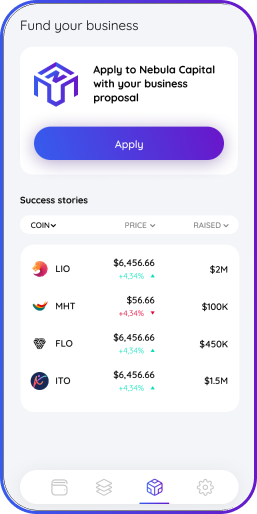 Fund your business
Apply to Nebula Capital
with your business
proposal
Apply
Success stories
COIN PRICE RAISED
LIO $6,456.66 $2M
+4,34%
MHT $56.66 $100K
+4,34%
FLO $6,456.66 $450K
+4,34%
ITO $6,456.66 $1.5M
+4,34%